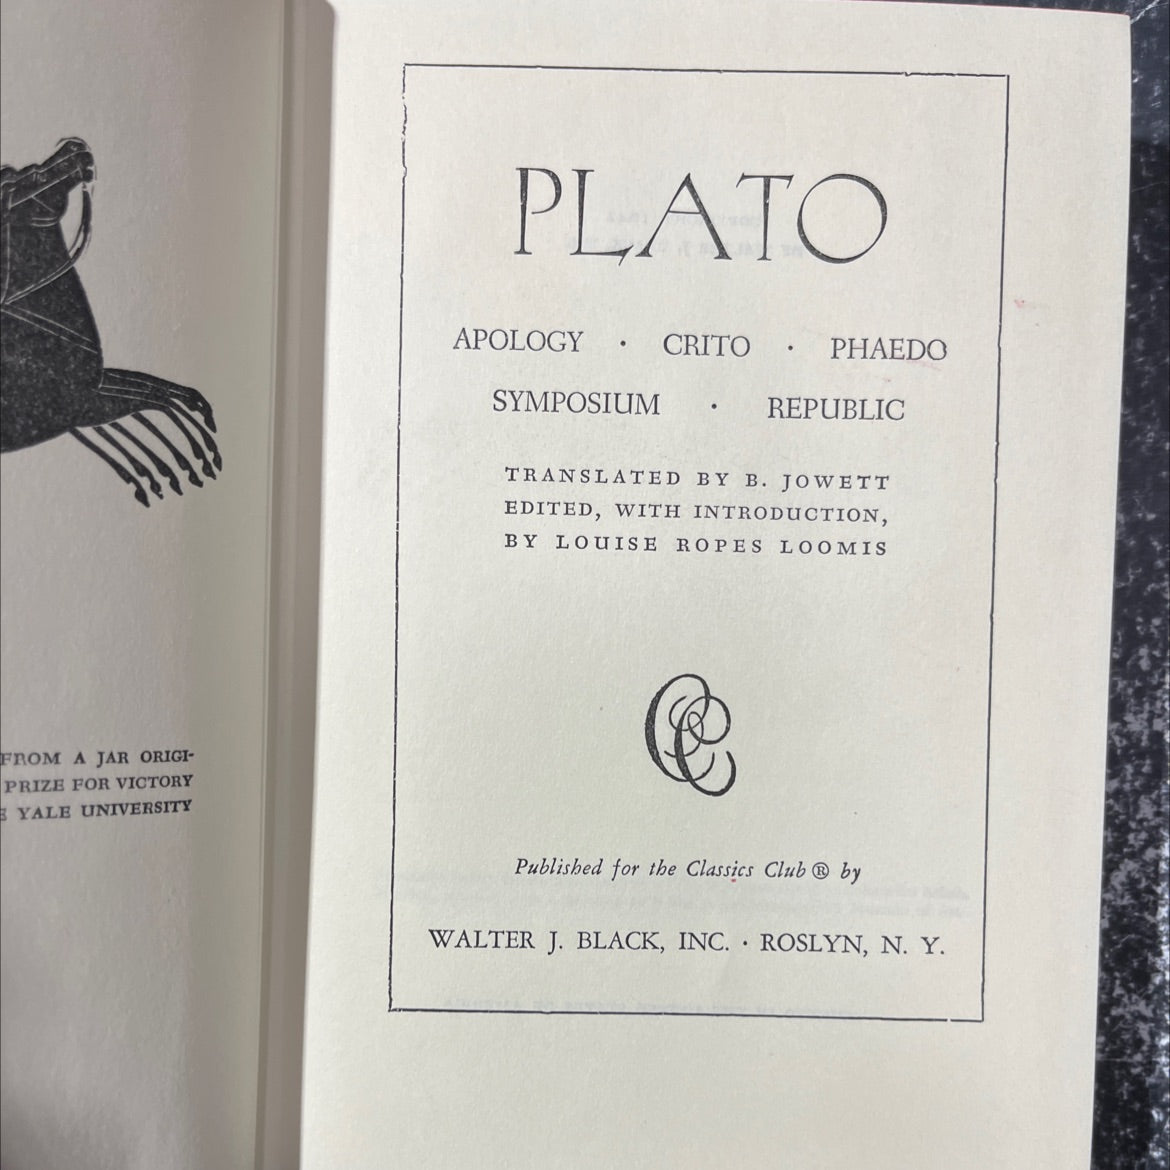 FROM A JAR ORIGI-
PRIZE FOR VICTORY
E YALE UNIVERSITY
PLATO
APOLOGY · CRITO · PHAEDO
SYMPOSIUM · REPUBLIC
TRANSLATED BY B. JOWETT
EDITED, WITH INTRODUCTION,
BY LOUISE ROPES LOOMIS
CC
Published for the Classics Club ® by
WALTER J. BLACK, INC. · ROSLYN, N. Y.